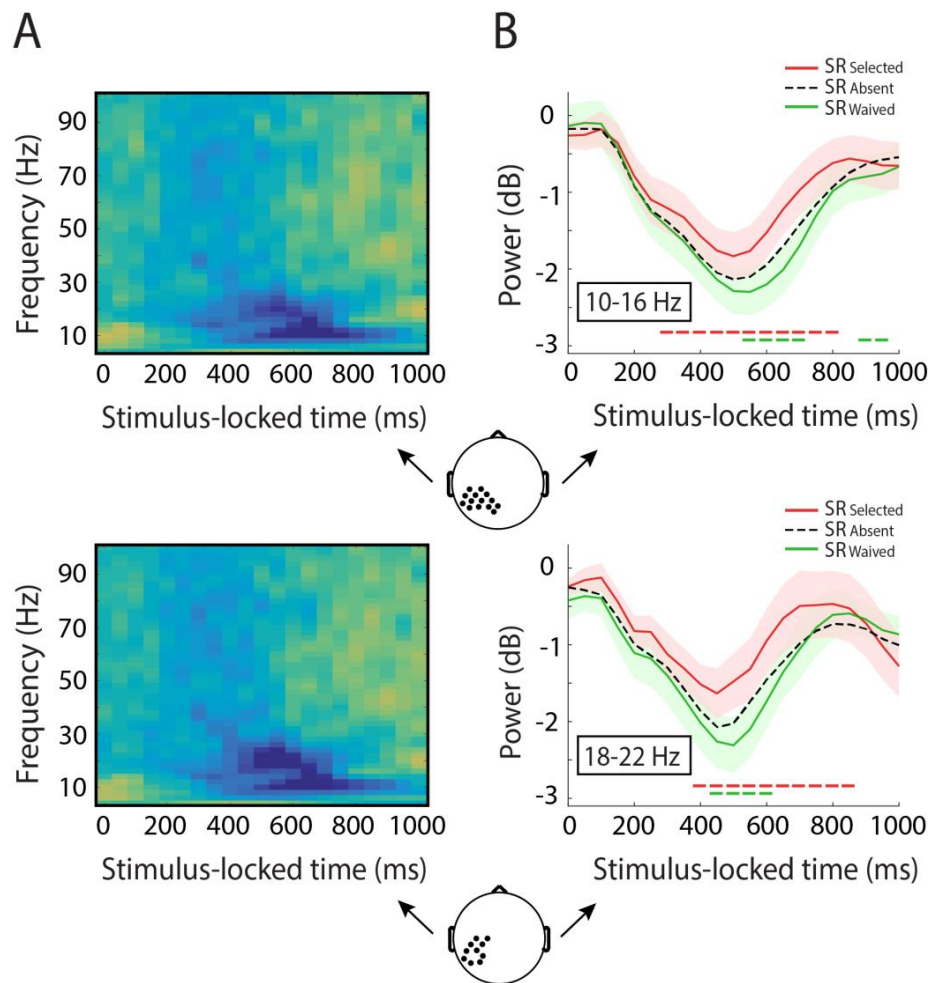 A
B
SR Selected
SR Absent
SR Waived
90
70
50
30
10
Frequency (Hz)
0 200 400 600 800 1000
Stimulus-locked time (ms)
0
-1
-2
-3
Power (dB)
10-16 Hz
0 200 400 600 800 1000
Stimulus-locked time (ms)
SR Selected
SR Absent
SR Waived
90
70
50
30
10
Frequency (Hz)
0 200 400 600 800 1000
Stimulus-locked time (ms)
0
-1
-2
-3
Power (dB)
18-22 Hz
0 200 400 600 800 1000
Stimulus-locked time (ms)